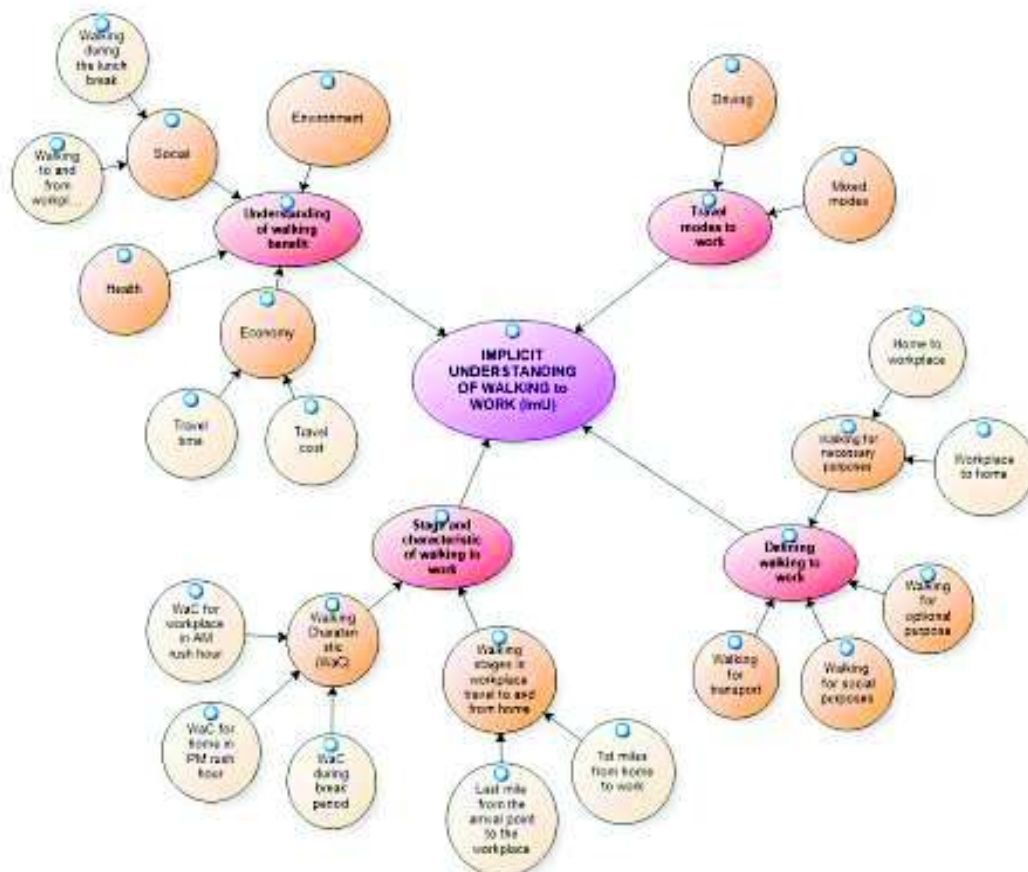 Walking
during
the lunch
break
Environment
Driving
Social
Walking
to and
from
workpl...
Mixed
modes
Understanding
of walking
benefit
Travel
modes to
work
Health
Economy
Home to
workplace
IMPLICIT
UNDERSTANDING
OF WALKING to
WORK (ImU)
Travel
time
Travel
cost
Walking for
necessary
purposes
Workplace
to home
Stage and
characteristic
of walking to
work
Defining
walking to
work
Walking
for
optional
purpose
WaC for
workplace
in AM
rush hour
Walking
(WaC)
Walking
stages in
workplace
travel to and
from home
Walking
for
transport
Walking
for social
purposes
WaC for
home in
PM rush
hour
WaC
during
break
period
Last mile
from the
arrival point
to the
workplace
miles
from home
to work